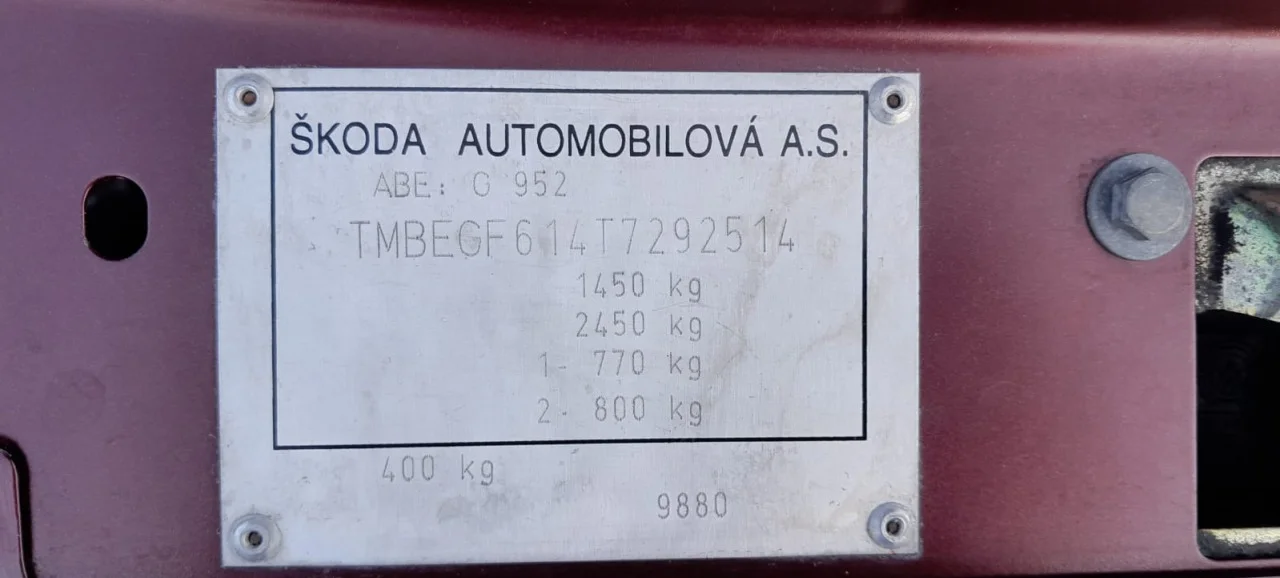 ŠKODA AUTOMOBILOVÁ A.S.
ABE: G 952
TMBEGF614T7292514
1450 kg
2450 kg
1- 770 kg
2- 800 kg
400 kg
9880